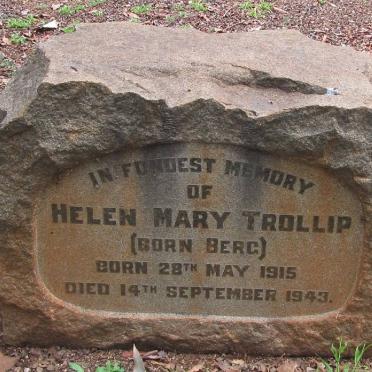 IN FONDEST MEMORY
OF
HELEN MARY TROLLIP
(BORN BERG)
BORN 28TH MAY 1915
DIED 14TH SEPTEMBER 1943.